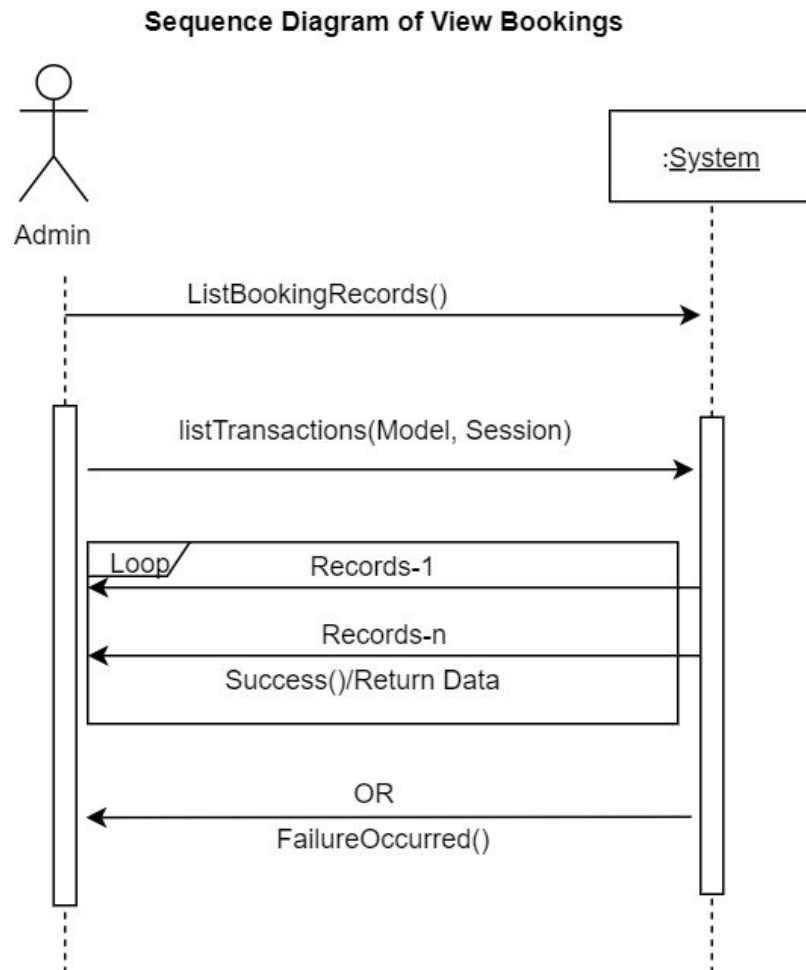 Sequence Diagram of View Bookings
:System
Admin
ListBookingRecords()
listTransactions(Model, Session)
Loop
Records-1
Records-n
Success()/Return Data
OR
FailureOccurred()